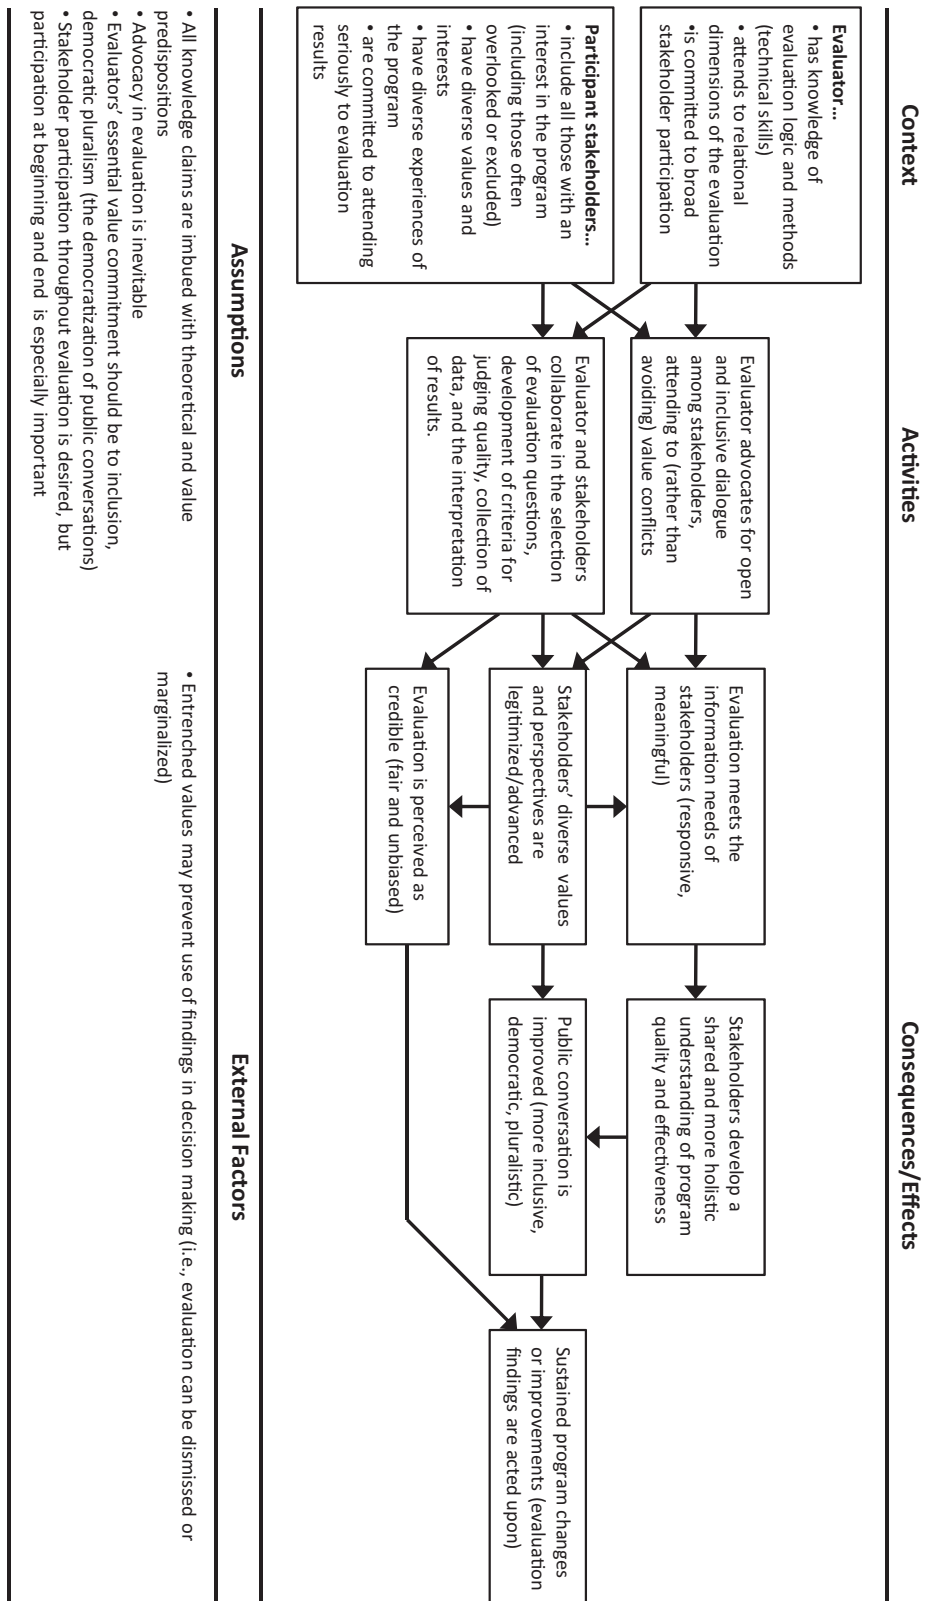 Context
Activities
Consequences/Effects
Evaluator...
• has knowledge of
evaluation logic and methods
(technical skills)
• attends to relational
dimensions of the evaluation
•is committed to broad
stakeholder participation
Participant stakeholders...
• include all those with an
interest in the program
(including those often
overlooked or excluded)
• have diverse values and
interests
• have diverse experiences of
the program
• are committed to attending
seriously to evaluation
results
Evaluator advocates for open
and inclusive dialogue
among stakeholders,
attending to (rather than
avoiding) value conflicts
Evaluator and stakeholders
collaborate in the selection
of evaluation questions,
development of criteria for
judging quality, collection of
data, and the interpretation
of results.
Evaluation meets the
information needs of
stakeholders (responsive,
meaningful)
Stakeholders’ diverse values
and perspectives are
legitimized/advanced
Evaluation is perceived as
credible (fair and unbiased)
Stakeholders develop a
shared and more holistic
understanding of program
quality and effectiveness
Public conversation is
improved (more inclusive,
democratic, pluralistic)
Sustained program changes
or improvements (evaluation
findings are acted upon)
Assumptions
• All knowledge claims are imbued with theoretical and value
predispositions
• Advocacy in evaluation is inevitable
• Evaluators’ essential value commitment should be to inclusion,
democratic pluralism (the democratization of public conversations)
• Stakeholder participation throughout evaluation is desired, but
participation at beginning and end is especially important
External Factors
• Entrenched values may prevent use of findings in decision making (i.e., evaluation can be dismissed or
marginalized)